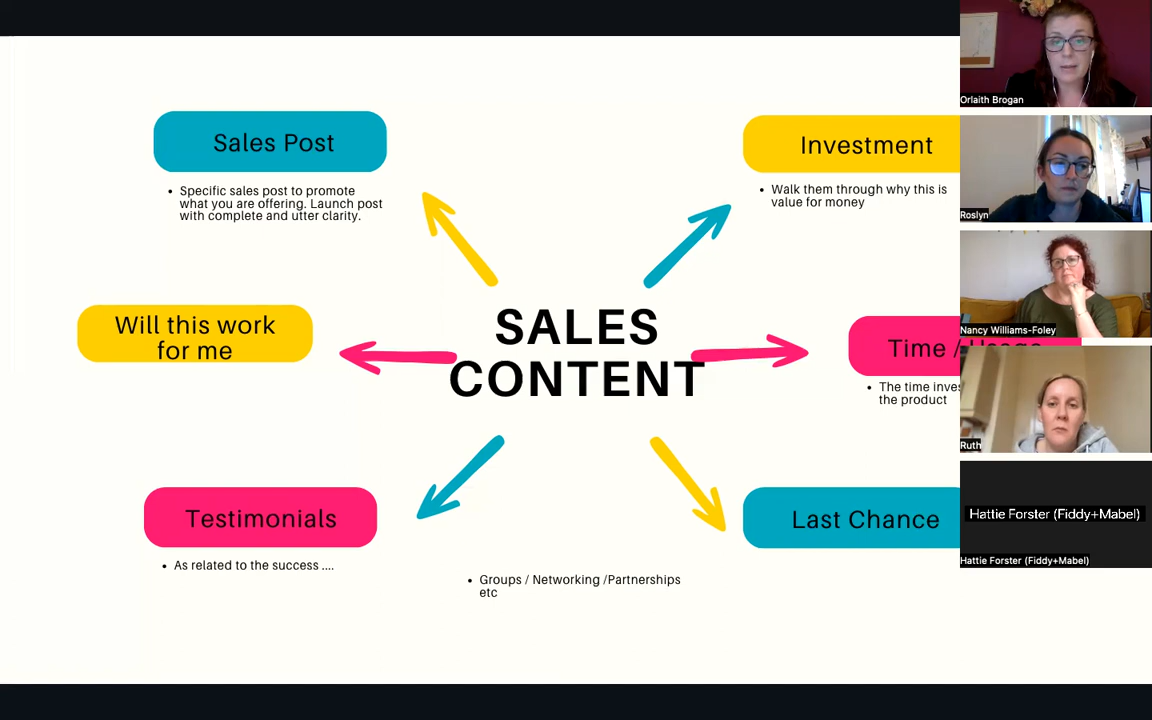 Sales Post
• Specific sales post to promote
what you are offering. Launch post
with complete and utter clarity.
Investment
• Walk them through why this is
value for money
Will this work
for me
SALES
CONTENT
Time / Usage
• The time inves
the product
Testimonials
• As related to the success ....
Last Chance
• Groups / Networking /Partnerships
etc
Orlaith Brogan
Roslyn
Nancy Williams-Foley
Ruth
Hattie Forster (Fiddy+Mabel)
Hattie Forster (Fiddy+Mabel)